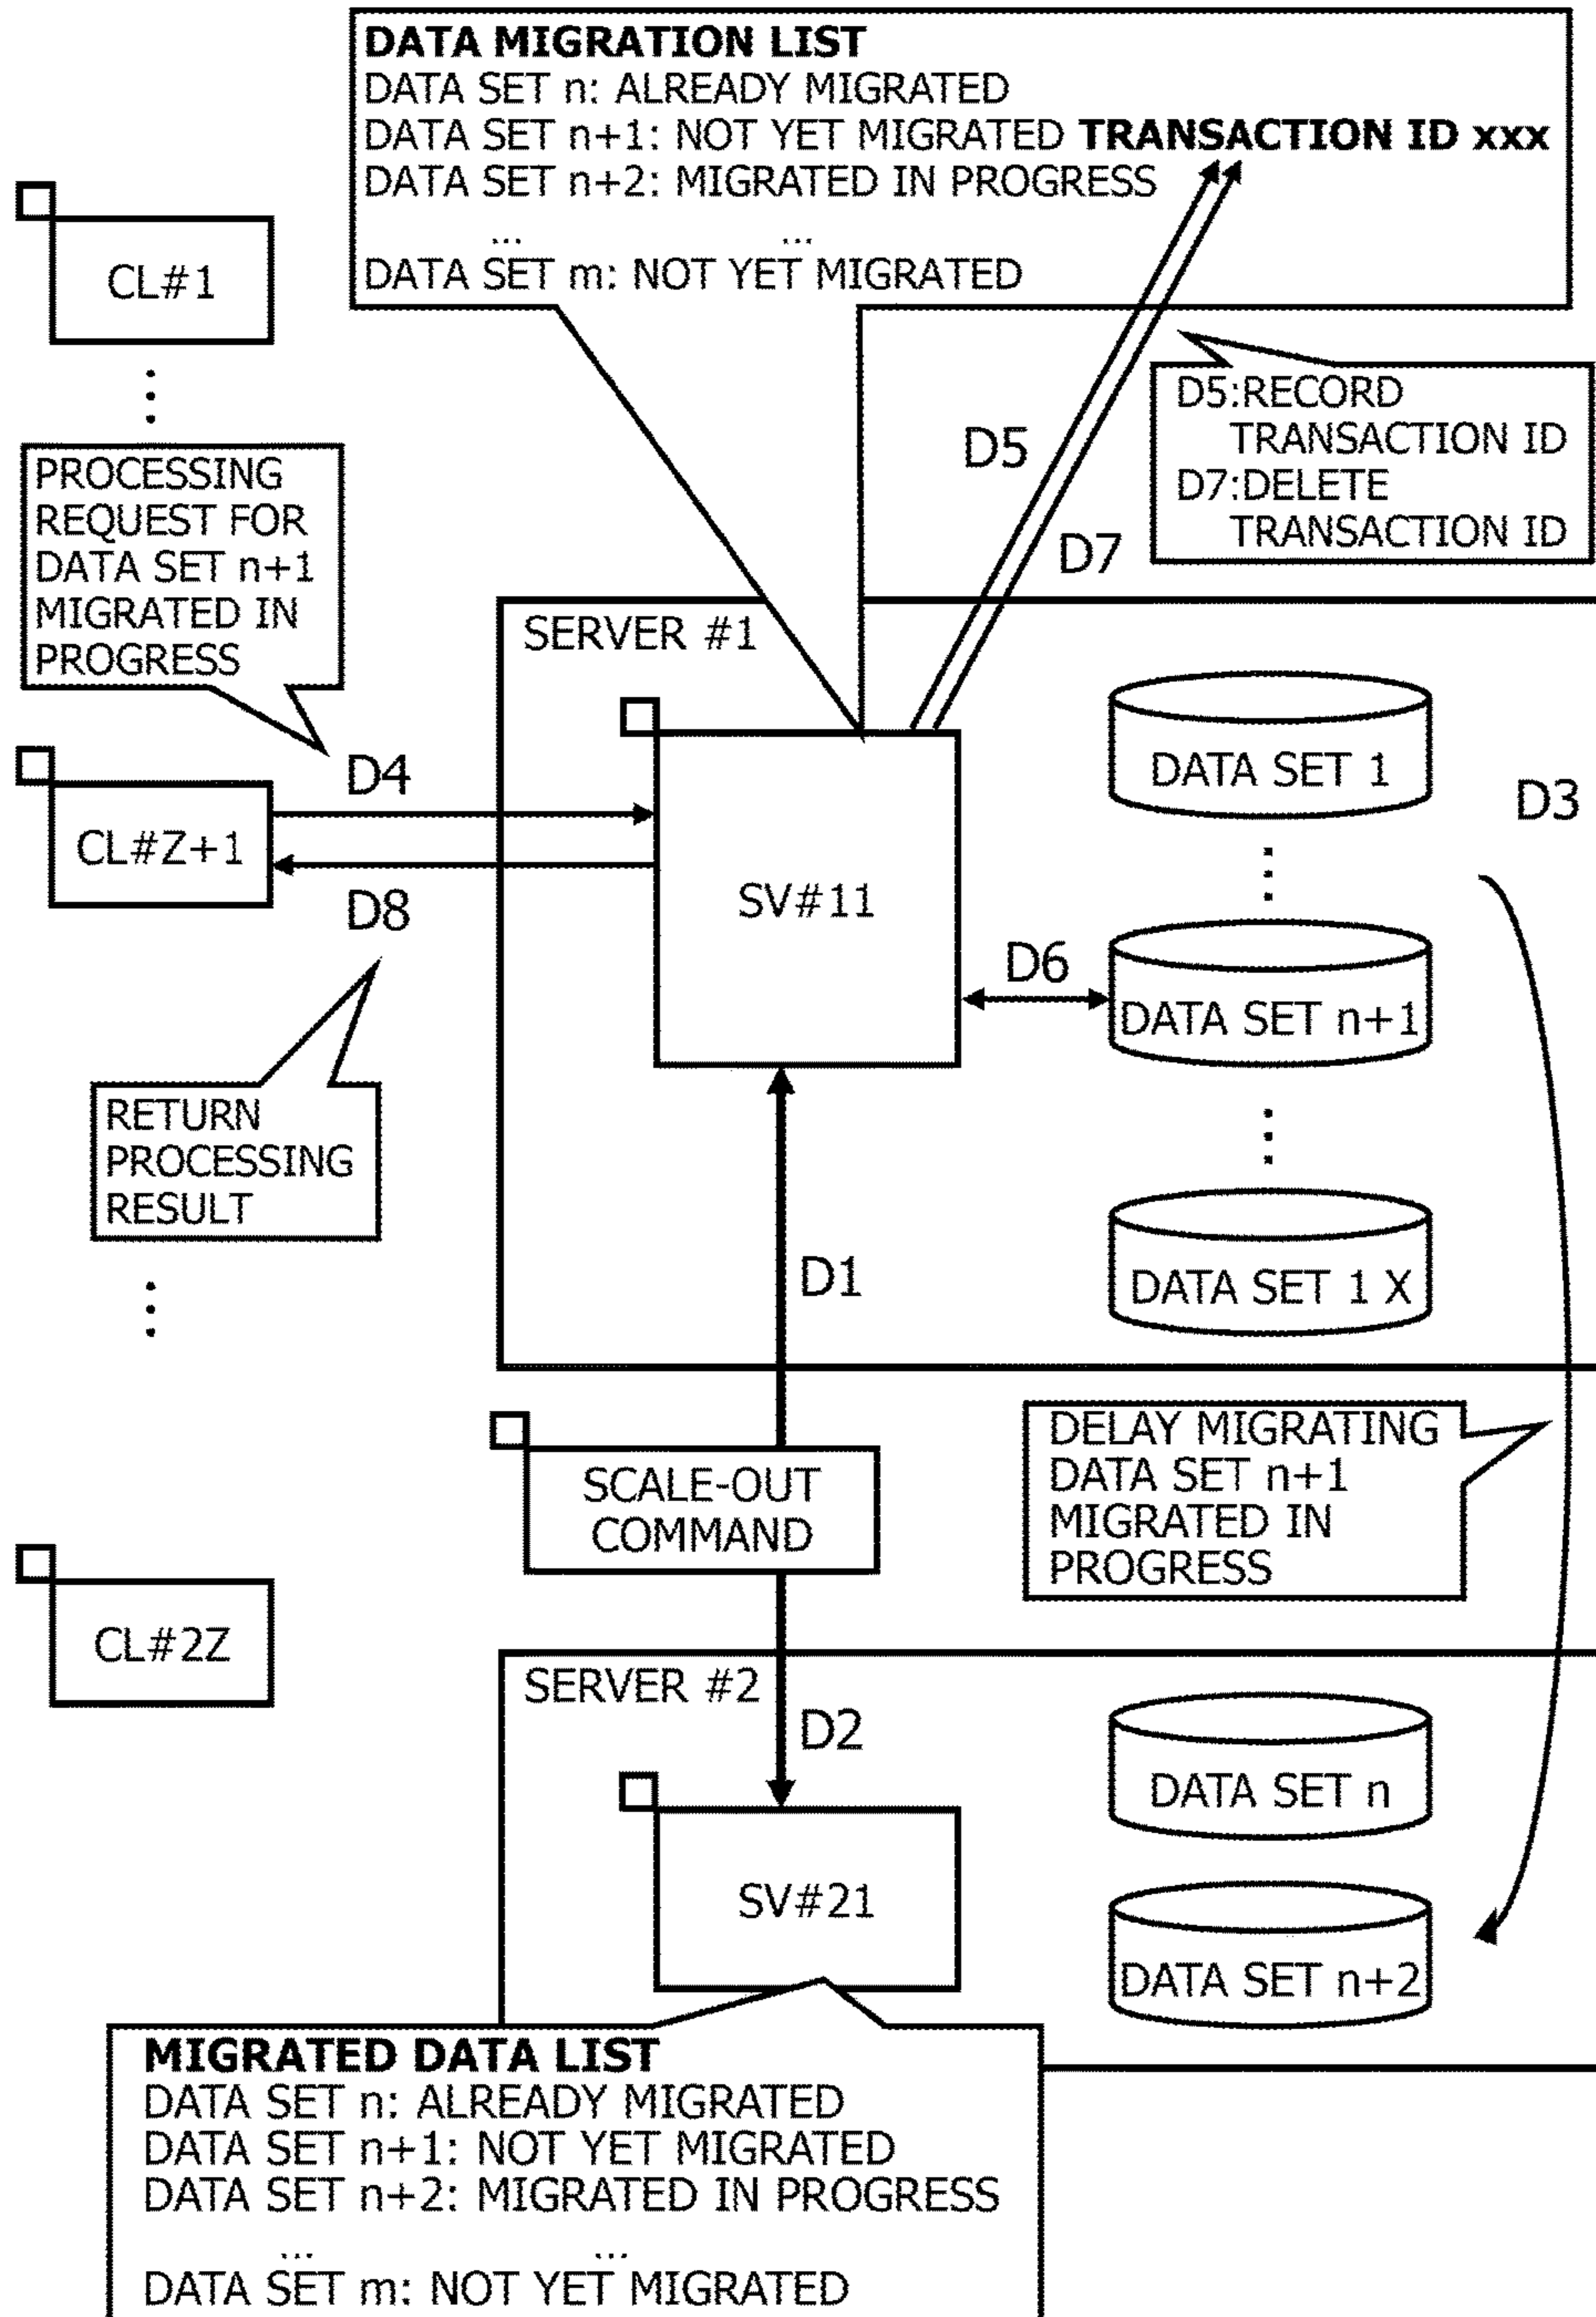 DATA MIGRATION LIST
DATA SET n: ALREADY MIGRATED
DATA SET n+1: NOT YET MIGRATED TRANSACTION ID xxx
DATA SET n+2: MIGRATED IN PROGRESS
... ...
DATA SET m: NOT YET MIGRATED
CL#1
D5:RECORD
TRANSACTION ID
D7:DELETE
TRANSACTION ID
D5
D7
PROCESSING
REQUEST FOR
DATA SET n+1
MIGRATED IN
PROGRESS
SERVER #1
D4
CL#Z+1
D8
SV#11
DATA SET 1
D3
D6
DATA SET n+1
RETURN
PROCESSING
RESULT
D1
DATA SET 1 X
SCALE-OUT
COMMAND
DELAY MIGRATING
DATA SET n+1
MIGRATED IN
PROGRESS
CL#2Z
SERVER #2
D2
DATA SET n
SV#21
DATA SET n+2
MIGRATED DATA LIST
DATA SET n: ALREADY MIGRATED
DATA SET n+1: NOT YET MIGRATED
DATA SET n+2: MIGRATED IN PROGRESS
... ...
DATA SET m: NOT YET MIGRATED